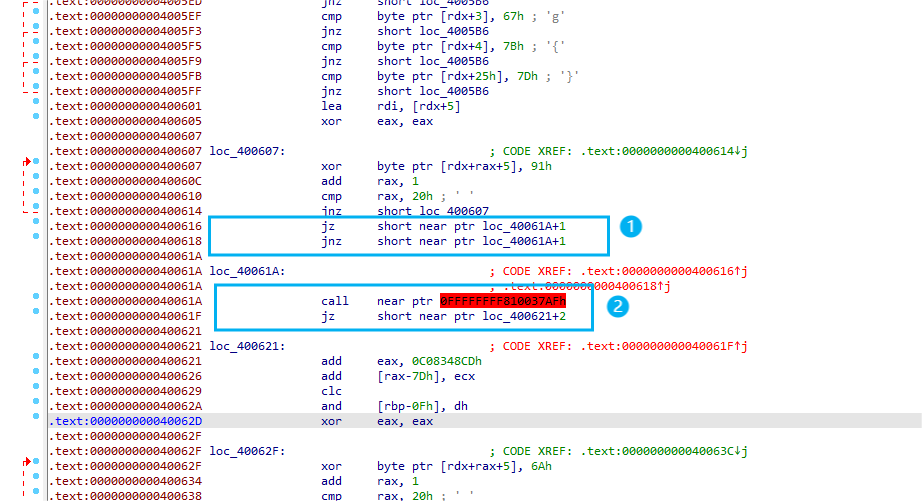 .text:00000000004005ED jnz short loc_4005B6
.text:00000000004005EF cmp byte ptr [rdx+3], 67h ; 'g'
.text:00000000004005F3 jnz short loc_4005B6
.text:00000000004005F5 cmp byte ptr [rdx+4], 7Bh ; '{'
.text:00000000004005F9 jnz short loc_4005B6
.text:00000000004005FB cmp byte ptr [rdx+25h], 7Dh ; '}'
.text:00000000004005FF jnz short loc_4005B6
.text:0000000000400601 lea rdi, [rdx+5]
.text:0000000000400605 xor eax, eax
.text:0000000000400607
.text:0000000000400607 loc_400607: ; CODE XREF: .text:0000000000400614↓j
.text:0000000000400607 xor byte ptr [rdx+rax+5], 91h
.text:000000000040060C add rax, 1
.text:0000000000400610 cmp rax, 20h ; ' '
.text:0000000000400614 jnz short loc_400607
.text:0000000000400616 jz short near ptr loc_40061A+1
.text:0000000000400618 jnz short near ptr loc_40061A+1
1
.text:000000000040061A
.text:000000000040061A loc_40061A: ; CODE XREF: .text:0000000000400616↑j
.text:000000000040061A ; .text:0000000000400618↑j
.text:000000000040061A call near ptr 0FFFFFFFF810037AFh
.text:000000000040061F jz short near ptr loc_400621+2
2
.text:0000000000400621
.text:0000000000400621 loc_400621: ; CODE XREF: .text:000000000040061F↑j
.text:0000000000400621 add eax, 0C08348CDh
.text:0000000000400626 add [rax-7Dh], ecx
.text:0000000000400629 clc
.text:000000000040062A and [rbp-0Fh], dh
.text:000000000040062D xor eax, eax
.text:000000000040062F
.text:000000000040062F loc_40062F: ; CODE XREF: .text:000000000040063C↓j
.text:000000000040062F xor byte ptr [rdx+rax+5], 6Ah
.text:0000000000400634 add rax, 1
.text:0000000000400638 cmp rax, 20h ; ' '